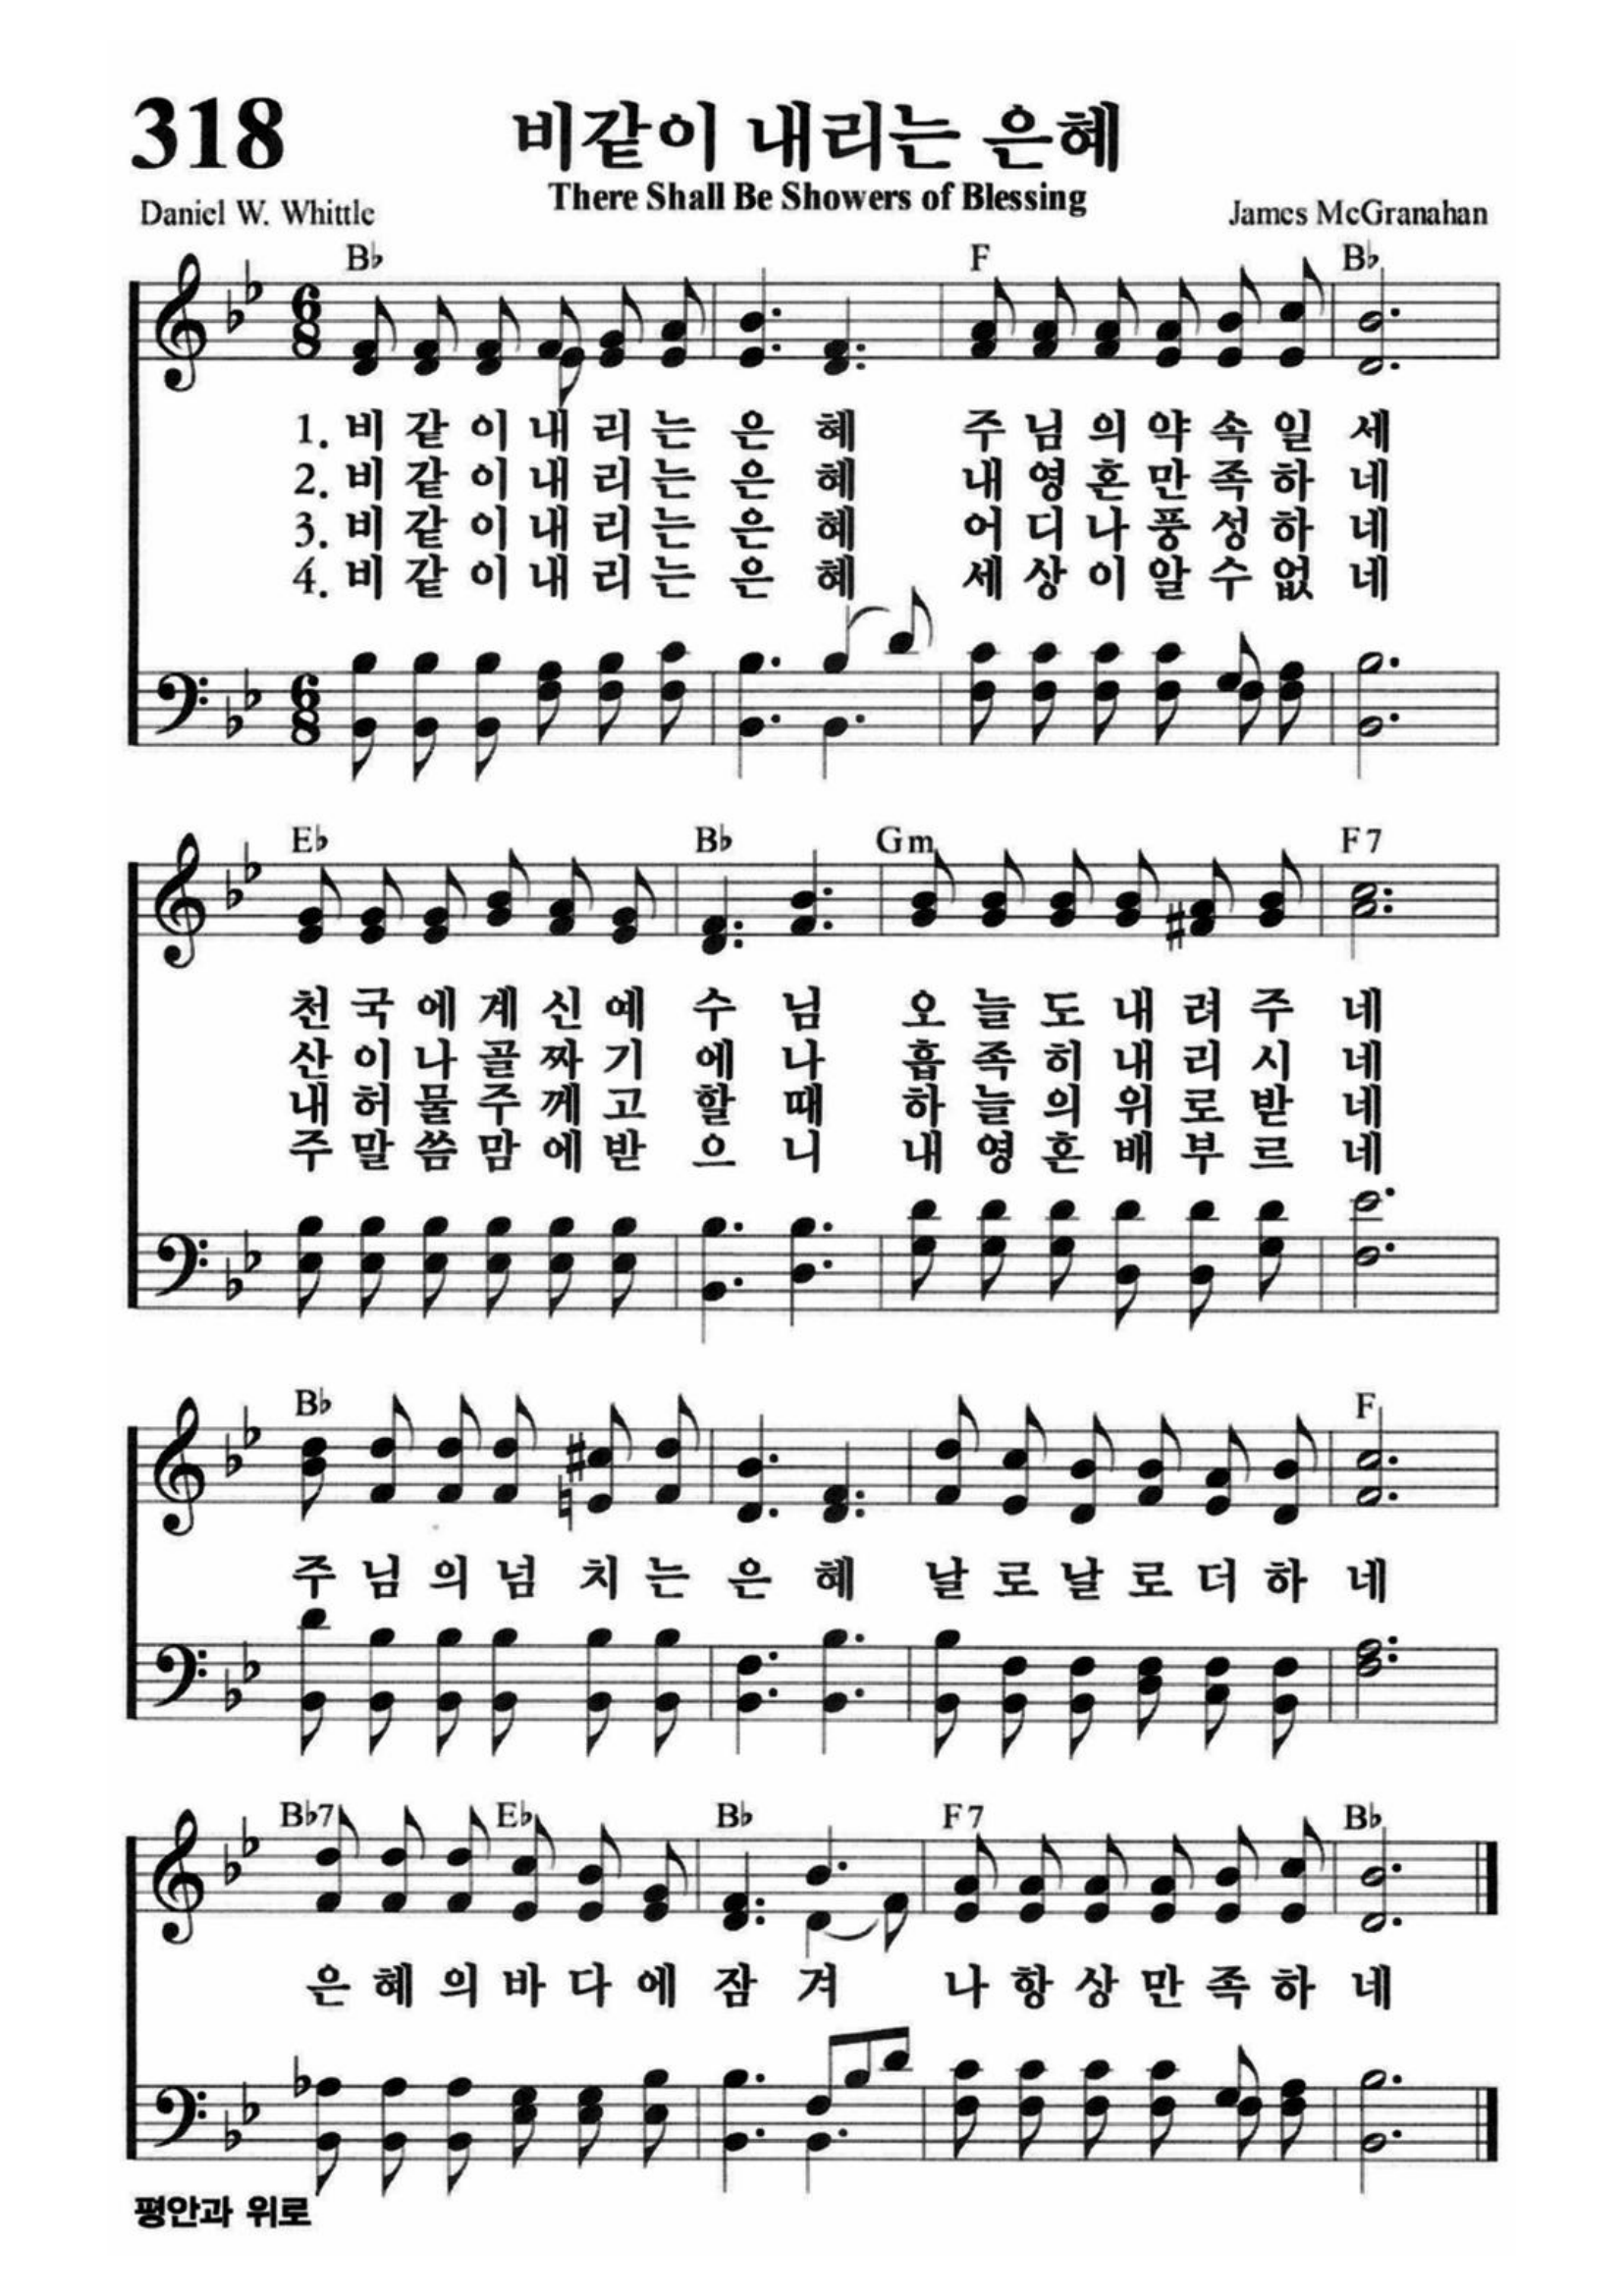 318
비같이 내리는 은혜
There Shall Be Showers of Blessing
Daniel W. Whittle
James McGranahan
B♭ F B♭
6 8
1. 비 같 이 내 리 는 은 혜 주 님 의 약 속 일 세
2. 비 같 이 내 리 는 은 혜 내 영 혼 만 족 하 네
3. 비 같 이 내 리 는 은 혜 어 디 나 풍 성 하 네
4. 비 같 이 내 리 는 은 혜 세 상 이 알 수 없 네
6 8
E♭ B♭ Gm F7
천 국 에 계 신 예 수 님 오 늘 도 내 려 주 네
산 이 나 골 짜 기 에 나 흡 족 히 내 리 시 네
내 허 물 주 께 고 할 때 하 늘 의 위 로 받 네
주 말 씀 맘 에 받 으 니 내 영 혼 배 부 르 네
B♭ F
주 님 의 넘 치 는 은 혜 날 로 날 로 더 하 네
B♭7 E♭ B♭ F7 B♭
은 혜 의 바 다 에 잠 겨 나 항 상 만 족 하 네
평안과 위로